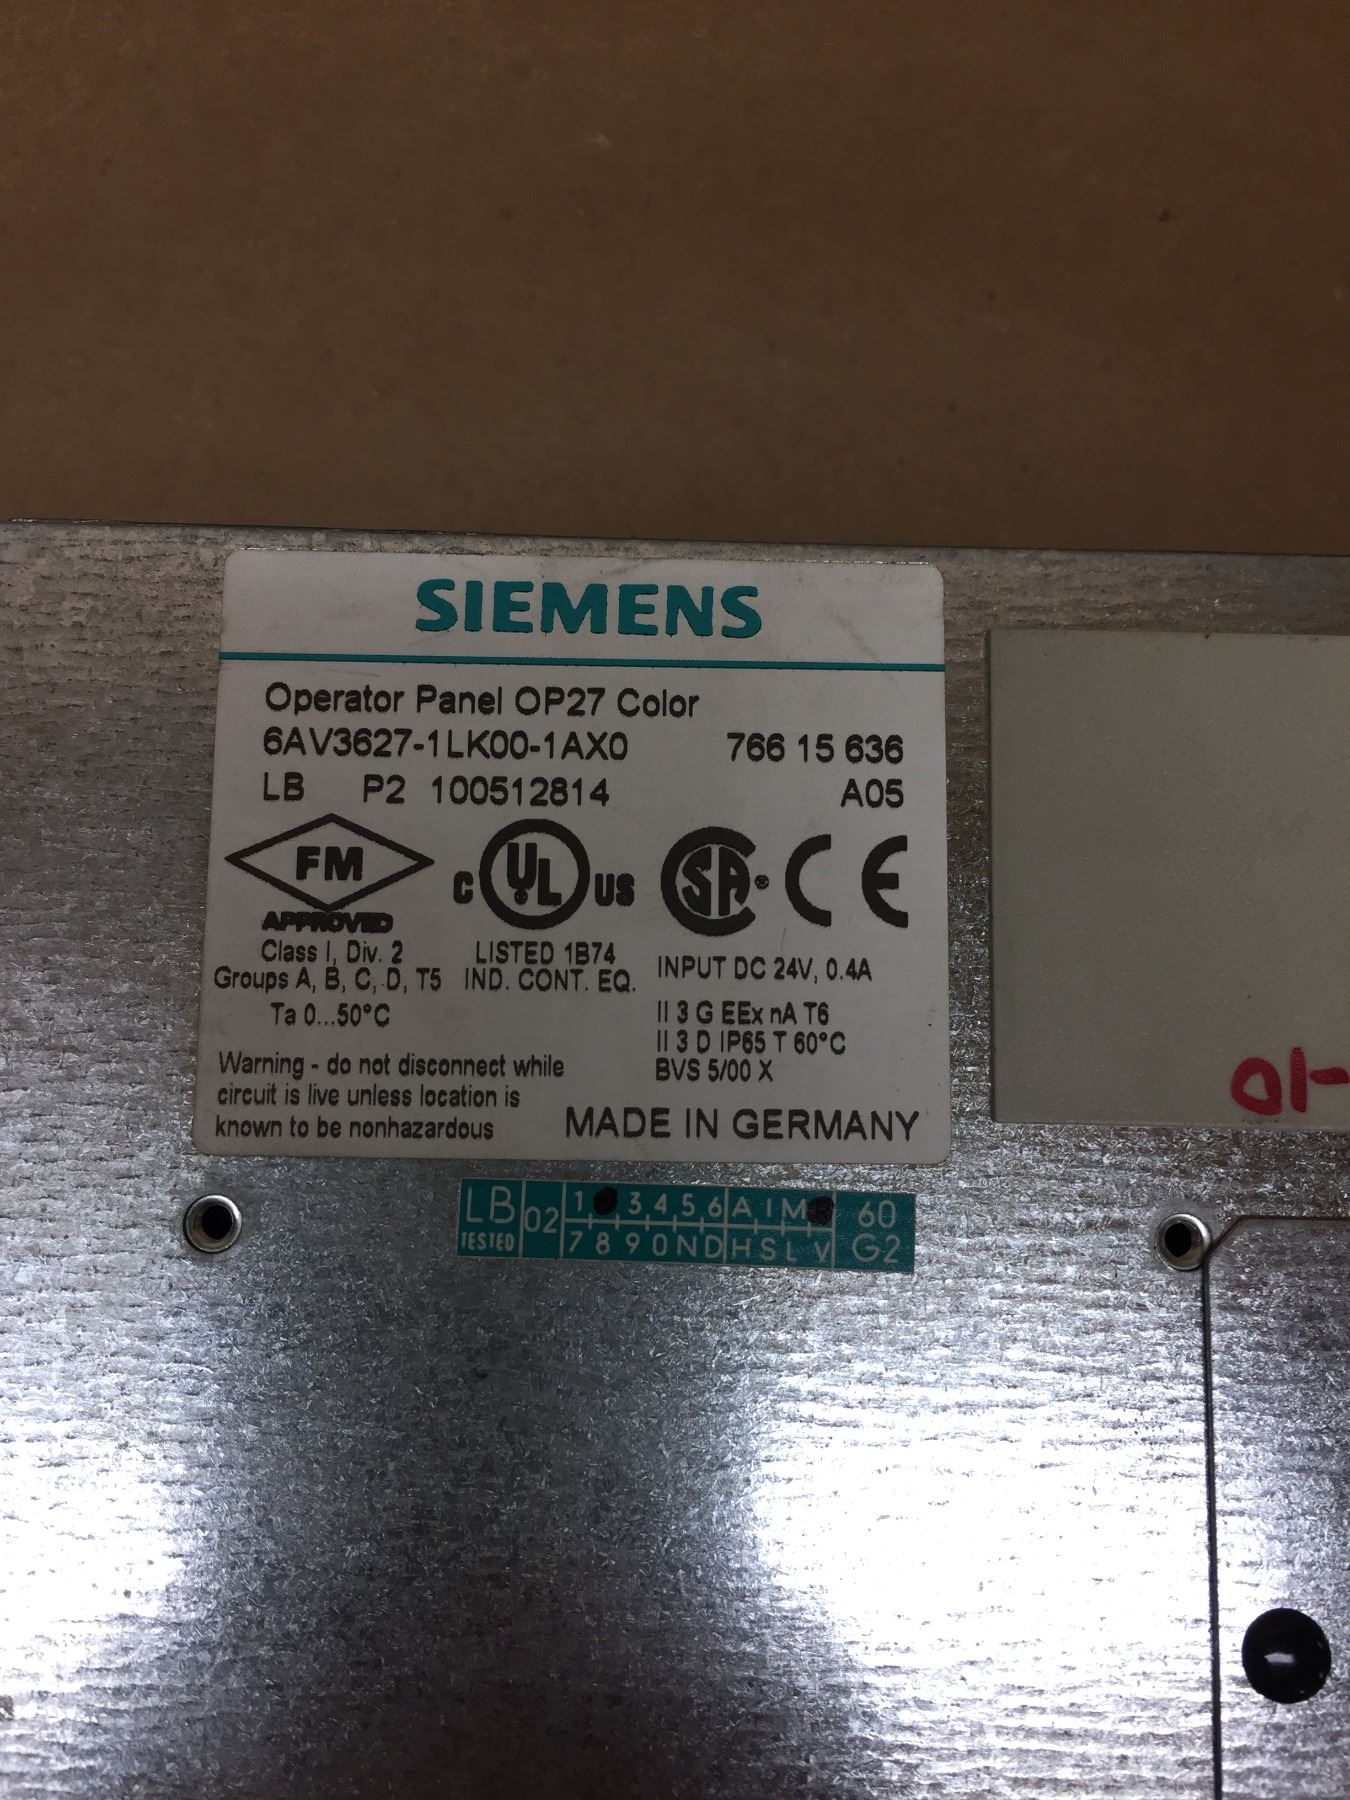 SIEMENS
Operator Panel OP27 Color
6AV3627-1LK00-1AX0 766 15 636
LB P2 100512814 A05
FM
APPROVED
Class I, Div. 2
Groups A, B, C, D, T5
Ta 0...50°C
C UL US
LISTED 1B74
IND. CONT. EQ.
SA ® CE
INPUT DC 24V, 0.4A
II 3 G EEx nA T6
II 3 D IP65 T 60°C
BVS 5/00 X
Warning - do not disconnect while
circuit is live unless location is
known to be nonhazardous
MADE IN GERMANY
01-
LB TESTED 02 1 3 4 5 6 A I M 60
7 8 9 0 N D H S L V G2